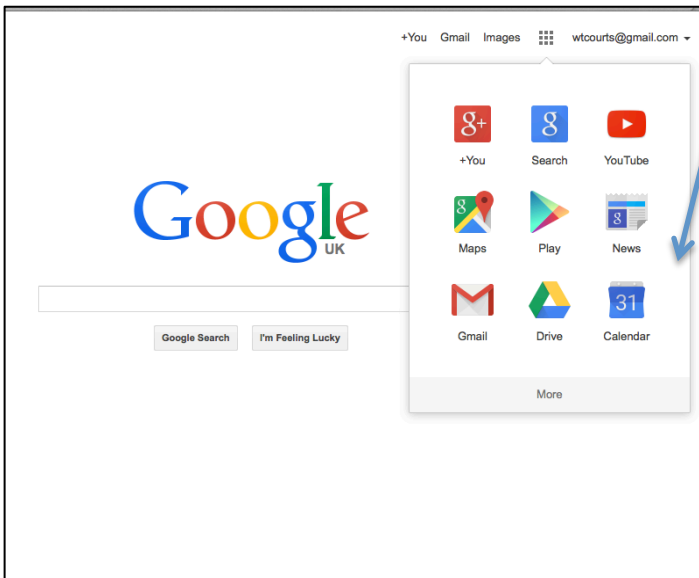 +You Gmail Images wtcourts@gmail.com
g+ g
+You Search YouTube
Google
UK
8 g
Maps Play News
31
Gmail Drive Calendar
Google Search I'm Feeling Lucky
More